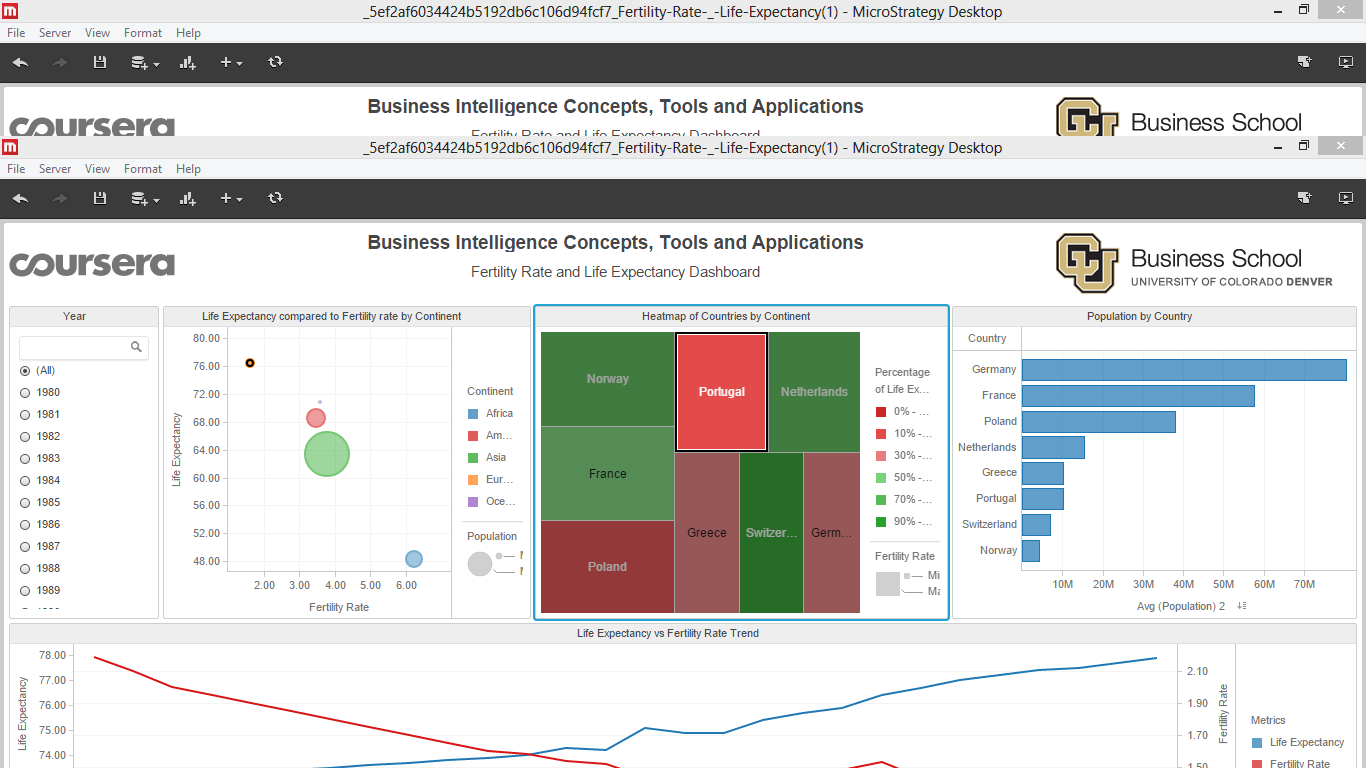 _5ef2af6034424b5192db6c106d94fcf7_Fertility-Rate-_-Life-Expectancy(1) - MicroStrategy Desktop
File Server View Format Help
Business Intelligence Concepts, Tools and Applications
coursera
Fertility Rate and Life Expectancy Dashboard
CU
Business School
_5ef2af6034424b5192db6c106d94fcf7_Fertility-Rate-_-Life-Expectancy(1) - MicroStrategy Desktop
File Server View Format Help
Business Intelligence Concepts, Tools and Applications
coursera
Fertility Rate and Life Expectancy Dashboard
CU
Business School
UNIVERSITY OF COLORADO DENVER
Year
(All)
1980
1981
1982
1983
1984
1985
1986
1987
1988
1989
Life Expectancy compared to Fertility rate by Continent
Life Expectancy
80.00
76.00
72.00
68.00
64.00
60.00
56.00
52.00
48.00
2.00 3.00 4.00 5.00 6.00
Fertility Rate
Continent
Africa
Am...
Asia
Eur...
Oce...
Population
Heatmap of Countries by Continent
Norway
Portugal
Netherlands
France
Poland
Greece
Switzer...
Germ...
Percentage
of Life Ex...
0% - ...
10% -...
30% -...
50% -...
70% -...
90% -...
Fertility Rate
Mi
Ma
Population by Country
Country
Germany
France
Poland
Netherlands
Greece
Portugal
Switzerland
Norway
10M 20M 30M 40M 50M 60M 70M
Avg (Population) 2
Life Expectancy vs Fertility Rate Trend
Life Expectancy
78.00
77.00
76.00
75.00
74.00
2.10
1.90
1.70
1.50
Fertility Rate
Metrics
Life Expectancy
Fertility Rate